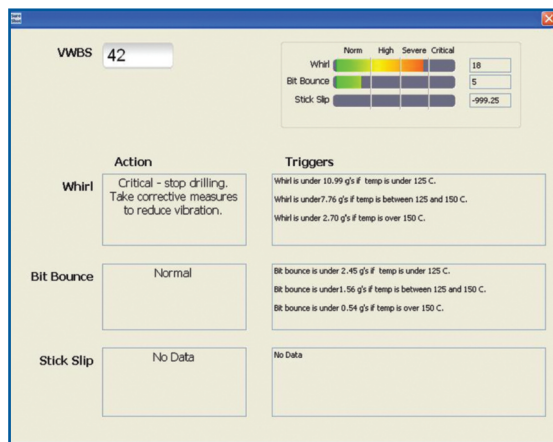 VWBS 42
Norm High Severe Critical
Whirl 18
Bit Bounce 5
Stick Slip -999.25
Action Triggers
Whirl
Critical - stop drilling.
Take corrective measures
to reduce vibration.
Whirl is under 10.99 g's if temp is under 125 C.
Whirl is under7.76 g's if temp is between 125 and 150 C.
Whirl is under 2.70 g's if temp is over 150 C.
Bit Bounce
Normal
Bit bounce is under 2.45 g's if temp is under 125 C.
Bit bounce is under1.56 g's if temp is between 125 and 150 C.
Bit bounce is under 0.54 g's if temp is over 150 C.
Stick Slip
No Data
No Data